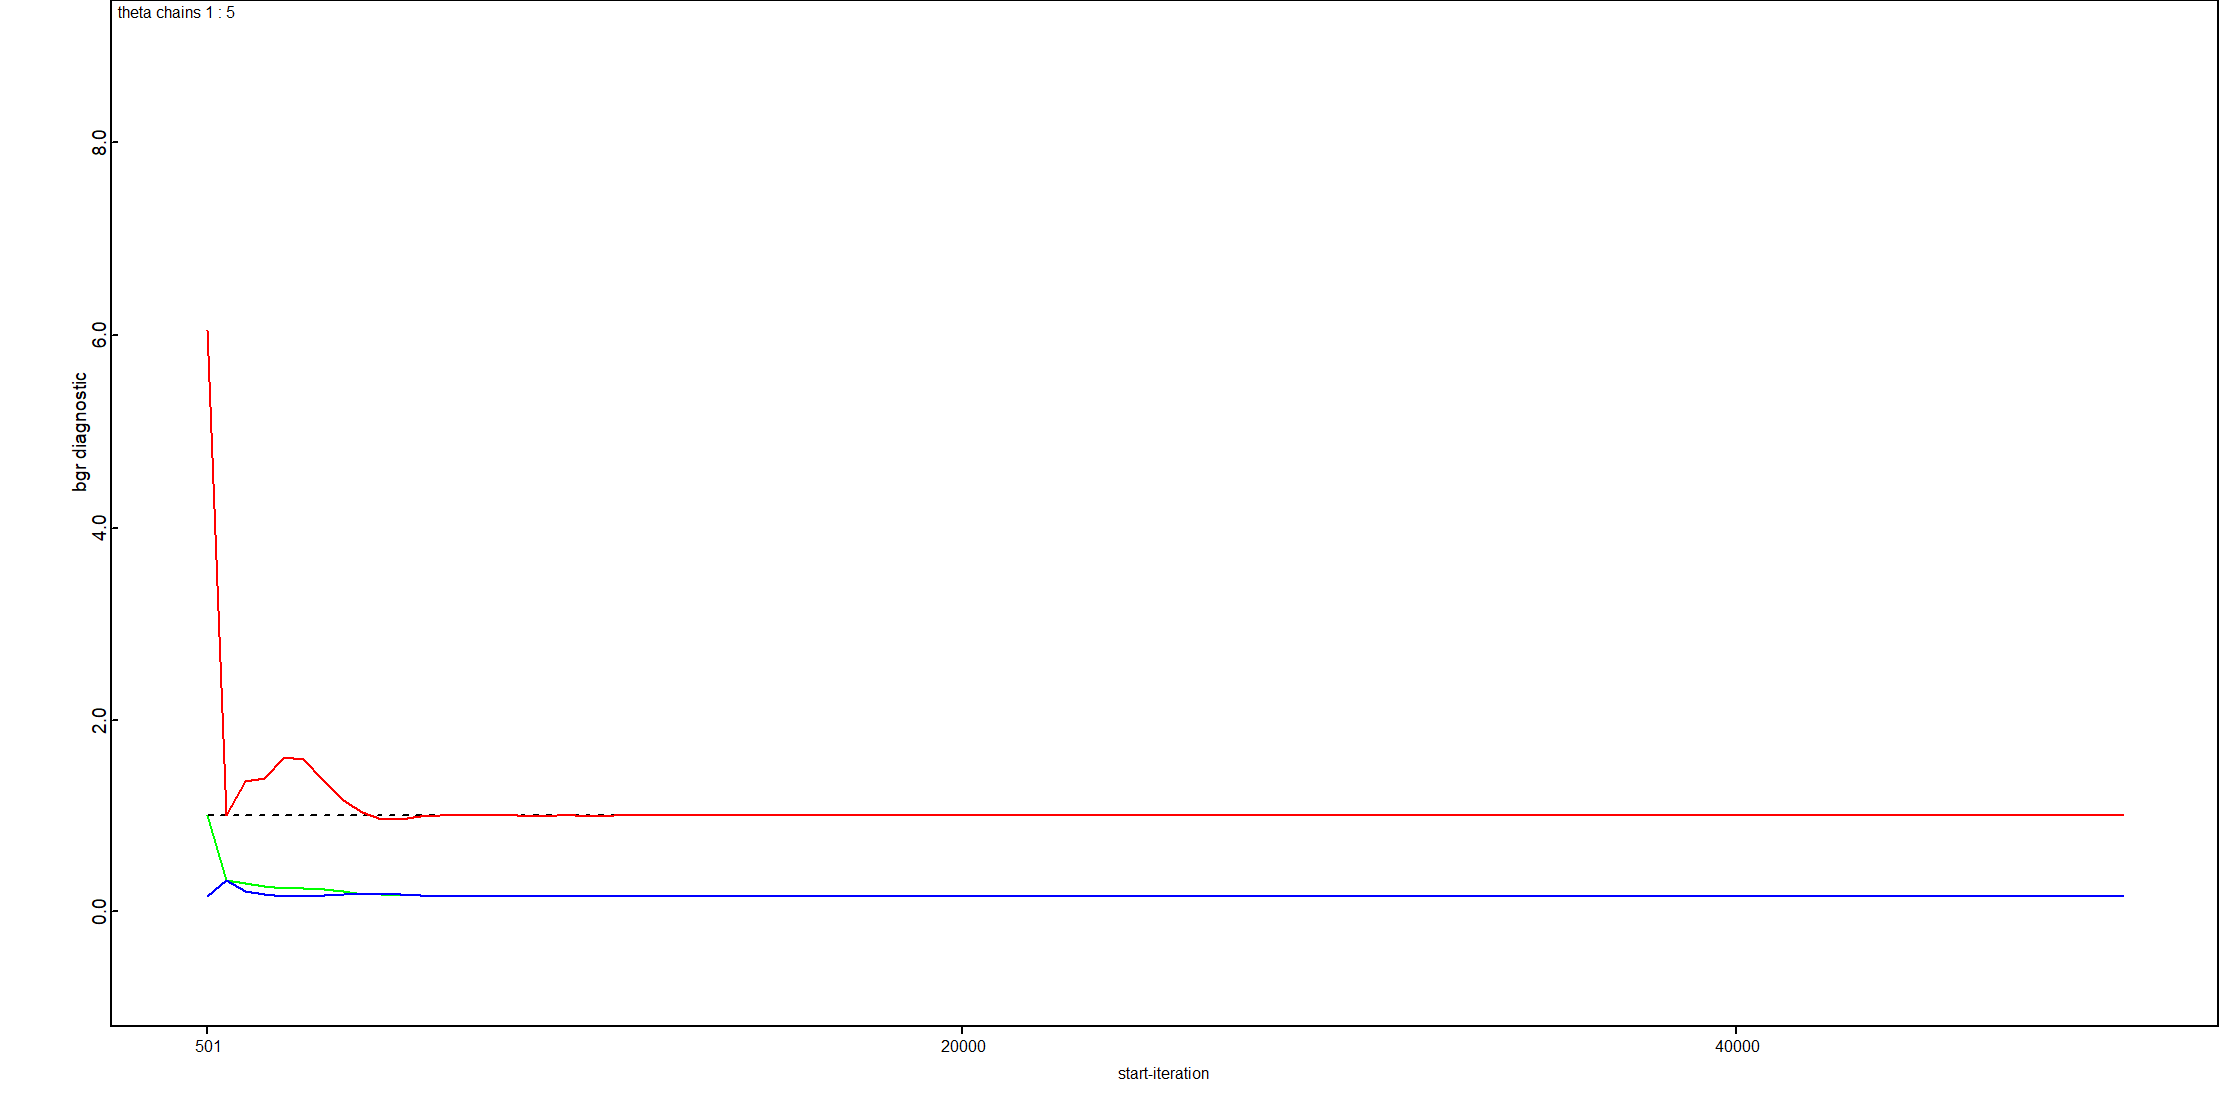 theta chains 1 : 5
8.0
6.0
4.0
2.0
0.0
bgr diagnostic
501
20000
40000
start-iteration